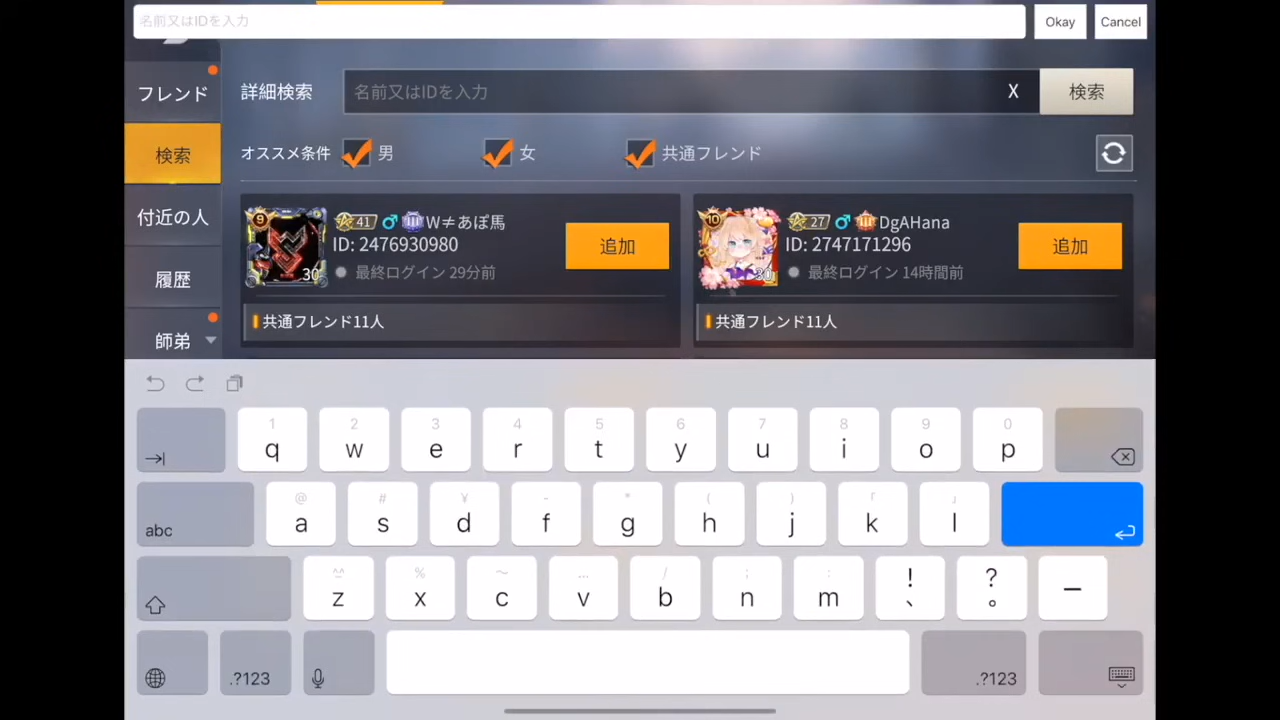 名前又はIDを入力
Okay
Cancel
フレンド
詳細検索
名前又はIDを入力
X
検索
検索
オススメ条件
男
女
共通フレンド
付近の人
履歴
師弟
9
30
41
W≠あぽ馬
ID: 2476930980
最終ログイン 29分前
追加
共通フレンド11人
10
30
27
DgAHana
ID: 2747171296
最終ログイン 14時間前
追加
共通フレンド11人
1 2 3 4 5 6 7 8 9 0
q w e r t y u i o p
@ # ¥ - * ( ) 「 」
abc a s d f g h j k l
^^ % 〜 … / ; : ! ?
z x c v b n m 、 。 ー
.?123
.?123